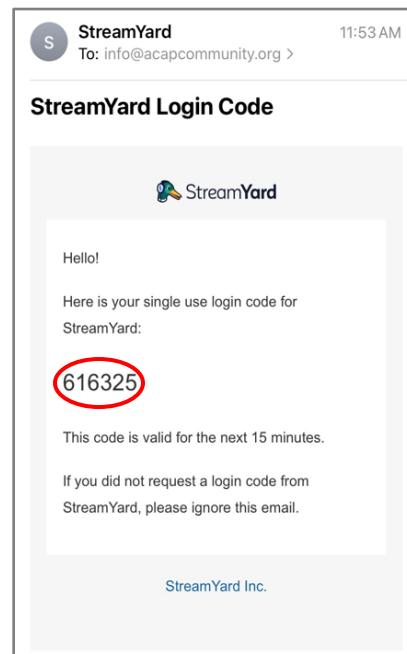 S
StreamYard
11:53 AM
To: info@acapcommunity.org >
StreamYard Login Code
StreamYard
Hello!
Here is your single use login code for
StreamYard:
616325
This code is valid for the next 15 minutes.
If you did not request a login code from
StreamYard, please ignore this email.
StreamYard Inc.